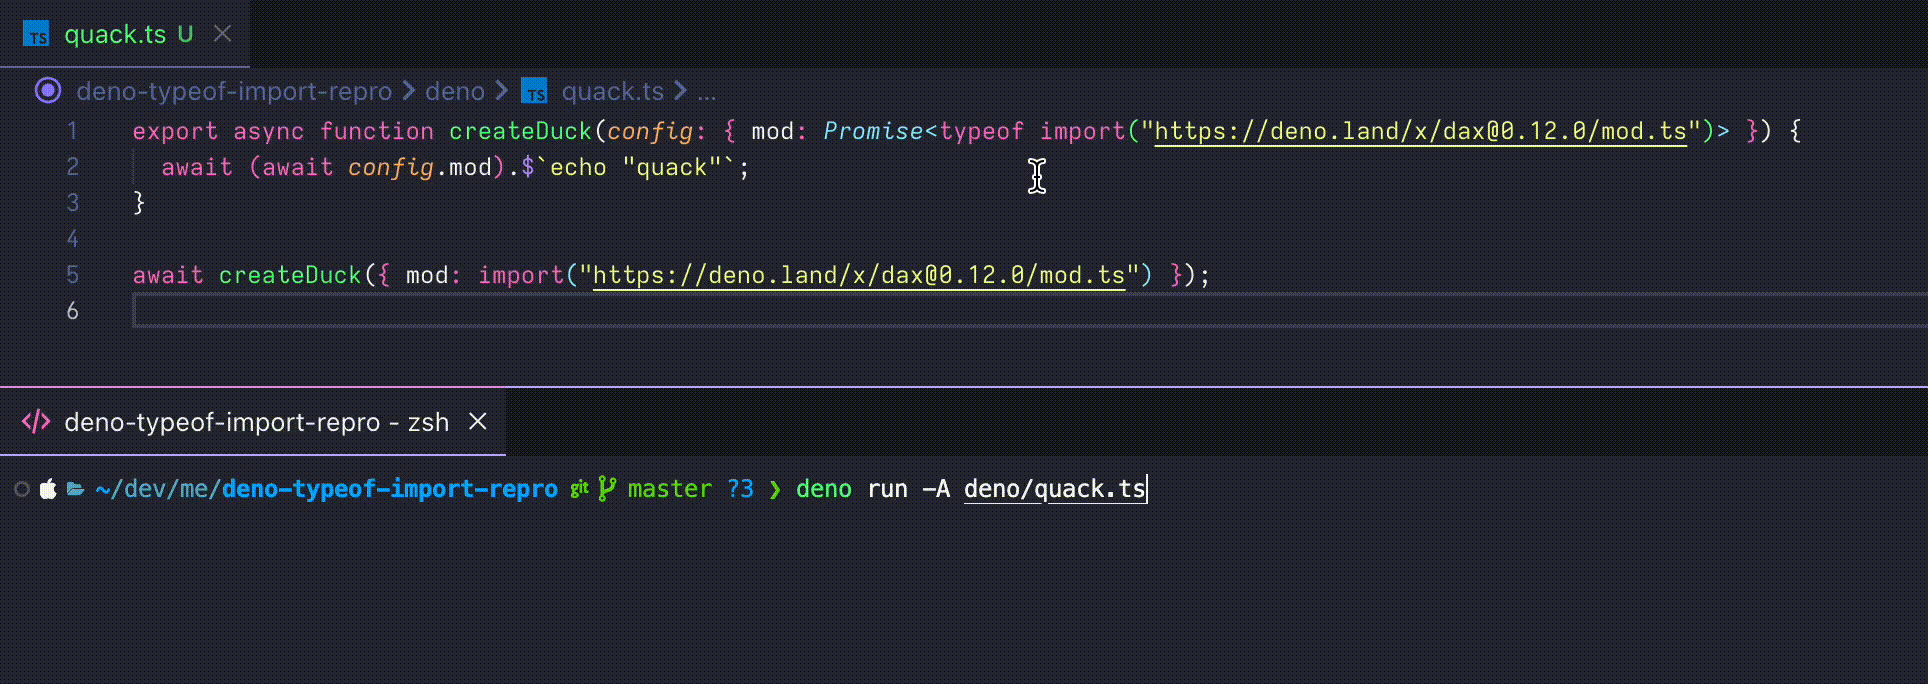 TS quack.ts U
deno-typeof-import-repro > deno > TS quack.ts > ...
1 export async function createDuck(config: { mod: Promise<typeof import("https://deno.land/x/dax@0.12.0/mod.ts")> }) {
2 await (await config.mod).$`echo "quack"`;
3 }
4
5 await createDuck({ mod: import("https://deno.land/x/dax@0.12.0/mod.ts") });
6
</> deno-typeof-import-repro - zsh
~/dev/me/deno-typeof-import-repro git master ?3 ❯ deno run -A deno/quack.ts